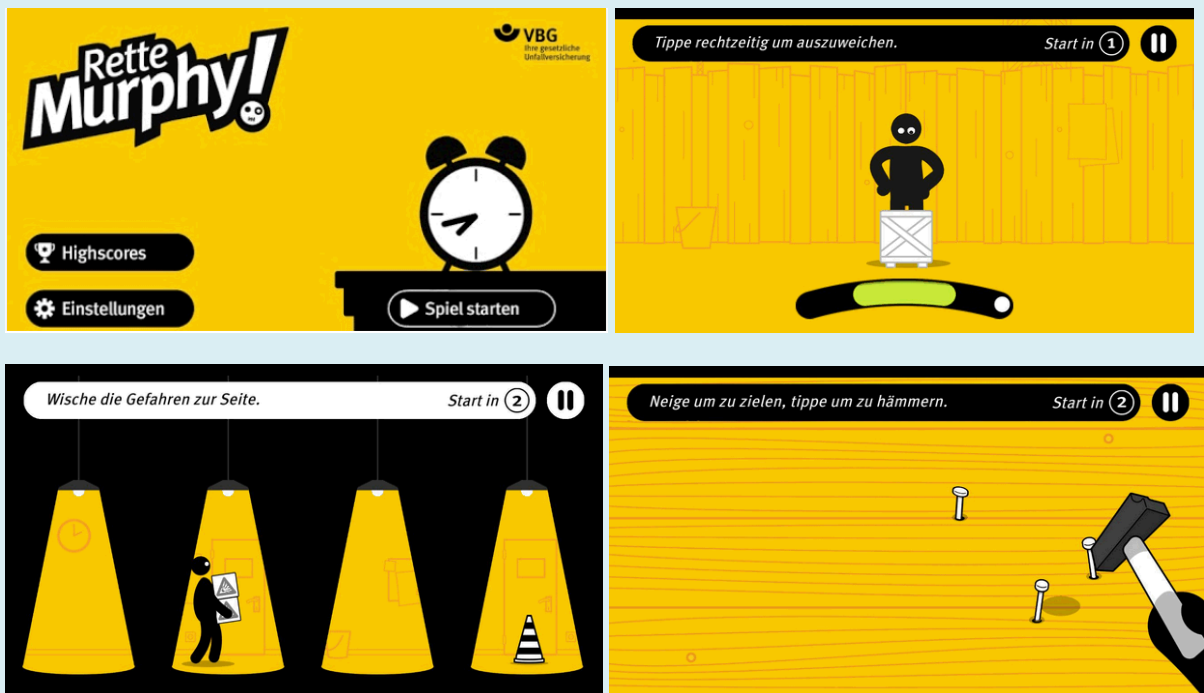 Rette
Murphy!
VBG
Ihre gesetzliche
Unfallversicherung
Highscores
Einstellungen
Spiel starten
Tippe rechtzeitig um auszuweichen.
Start in 1
Wische die Gefahren zur Seite.
Start in 2
Neige um zu zielen, tippe um zu hämmern.
Start in 2